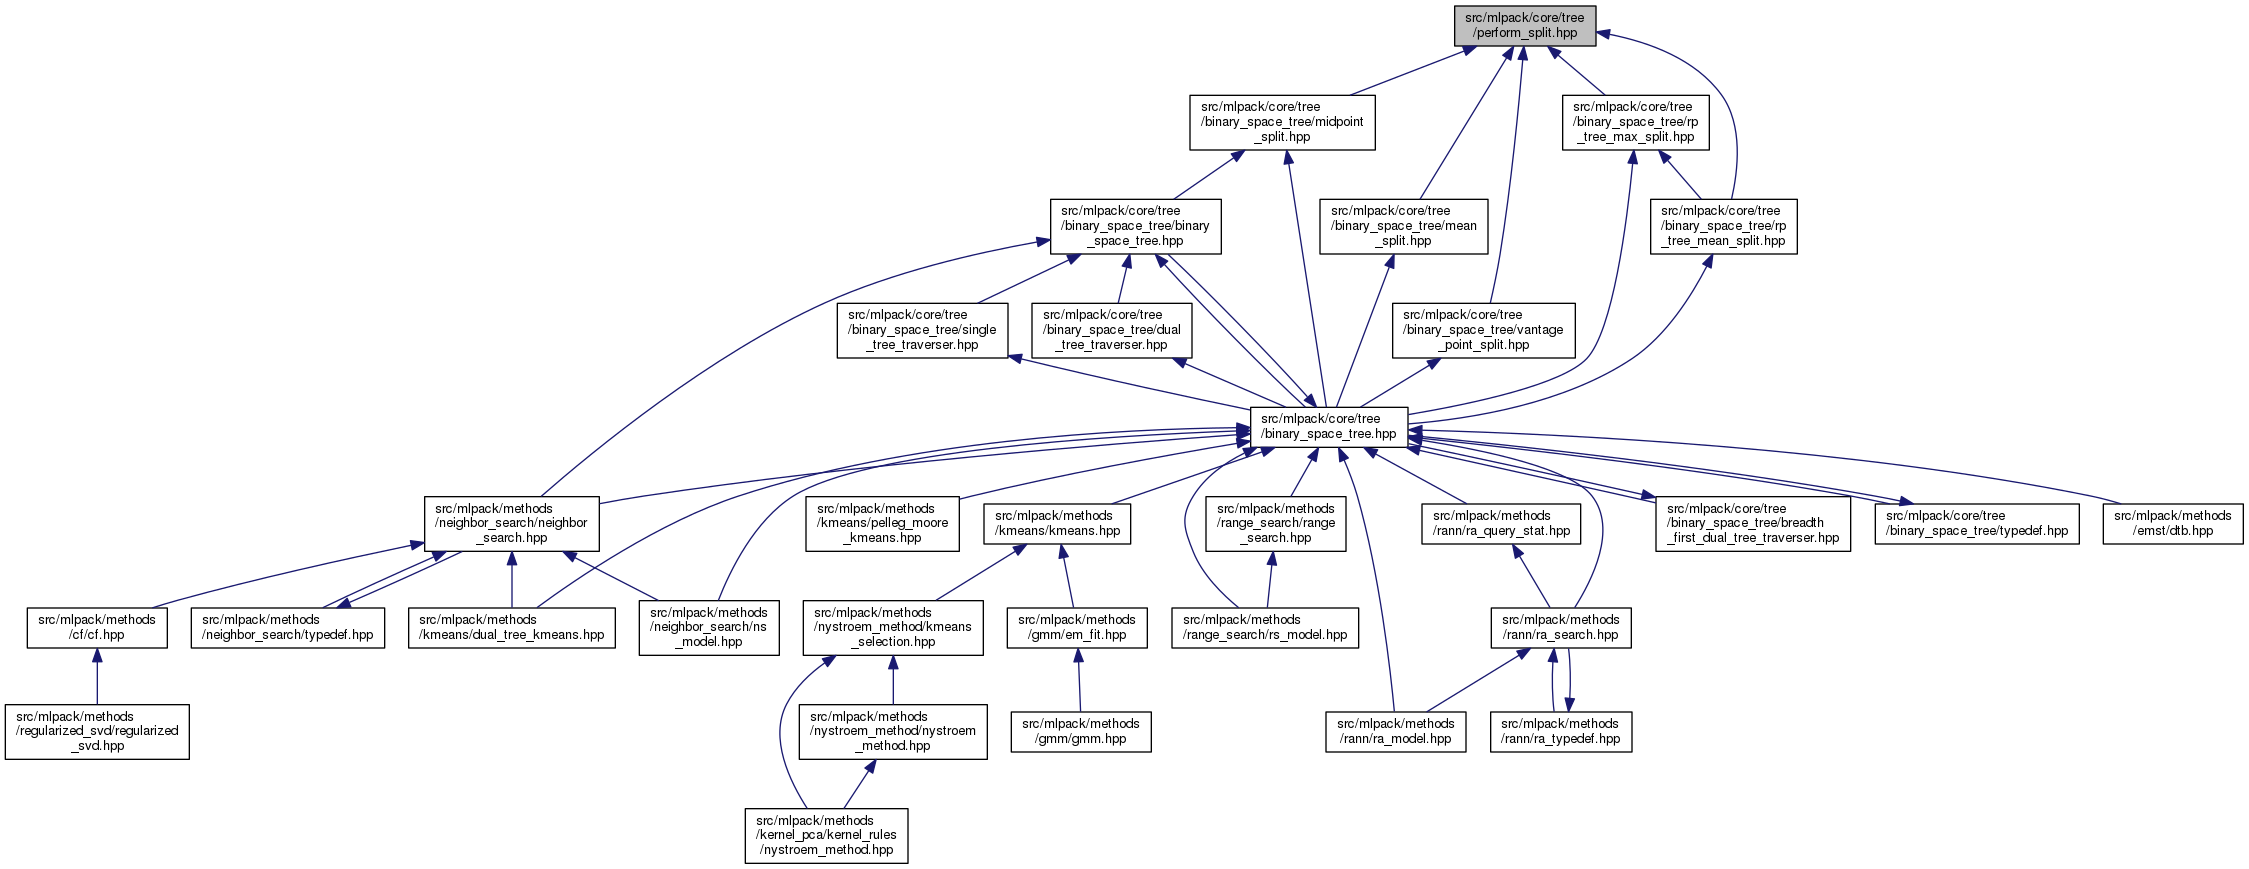 src/mlpack/core/tree
/perform_split.hpp
src/mlpack/core/tree
/binary_space_tree/midpoint
_split.hpp
src/mlpack/core/tree
/binary_space_tree/rp
_tree_max_split.hpp
src/mlpack/core/tree
/binary_space_tree/binary
_space_tree.hpp
src/mlpack/core/tree
/binary_space_tree/mean
_split.hpp
src/mlpack/core/tree
/binary_space_tree/rp
_tree_mean_split.hpp
src/mlpack/core/tree
/binary_space_tree/single
_tree_traverser.hpp
src/mlpack/core/tree
/binary_space_tree/dual
_tree_traverser.hpp
src/mlpack/core/tree
/binary_space_tree/vantage
_point_split.hpp
src/mlpack/core/tree
/binary_space_tree.hpp
src/mlpack/methods
/neighbor_search/neighbor
_search.hpp
src/mlpack/methods
/kmeans/pelleg_moore
_kmeans.hpp
src/mlpack/methods
/kmeans/kmeans.hpp
src/mlpack/methods
/range_search/range
_search.hpp
src/mlpack/methods
/rann/ra_query_stat.hpp
src/mlpack/core/tree
/binary_space_tree/breadth
_first_dual_tree_traverser.hpp
src/mlpack/core/tree
/binary_space_tree/typedef.hpp
src/mlpack/methods
/emst/dtb.hpp
src/mlpack/methods
/cf/cf.hpp
src/mlpack/methods
/neighbor_search/typedef.hpp
src/mlpack/methods
/kmeans/dual_tree_kmeans.hpp
src/mlpack/methods
/neighbor_search/ns
_model.hpp
src/mlpack/methods
/nystroem_method/kmeans
_selection.hpp
src/mlpack/methods
/gmm/em_fit.hpp
src/mlpack/methods
/range_search/rs_model.hpp
src/mlpack/methods
/rann/ra_search.hpp
src/mlpack/methods
/regularized_svd/regularized
_svd.hpp
src/mlpack/methods
/nystroem_method/nystroem
_method.hpp
src/mlpack/methods
/gmm/gmm.hpp
src/mlpack/methods
/rann/ra_model.hpp
src/mlpack/methods
/rann/ra_typedef.hpp
src/mlpack/methods
/kernel_pca/kernel_rules
/nystroem_method.hpp